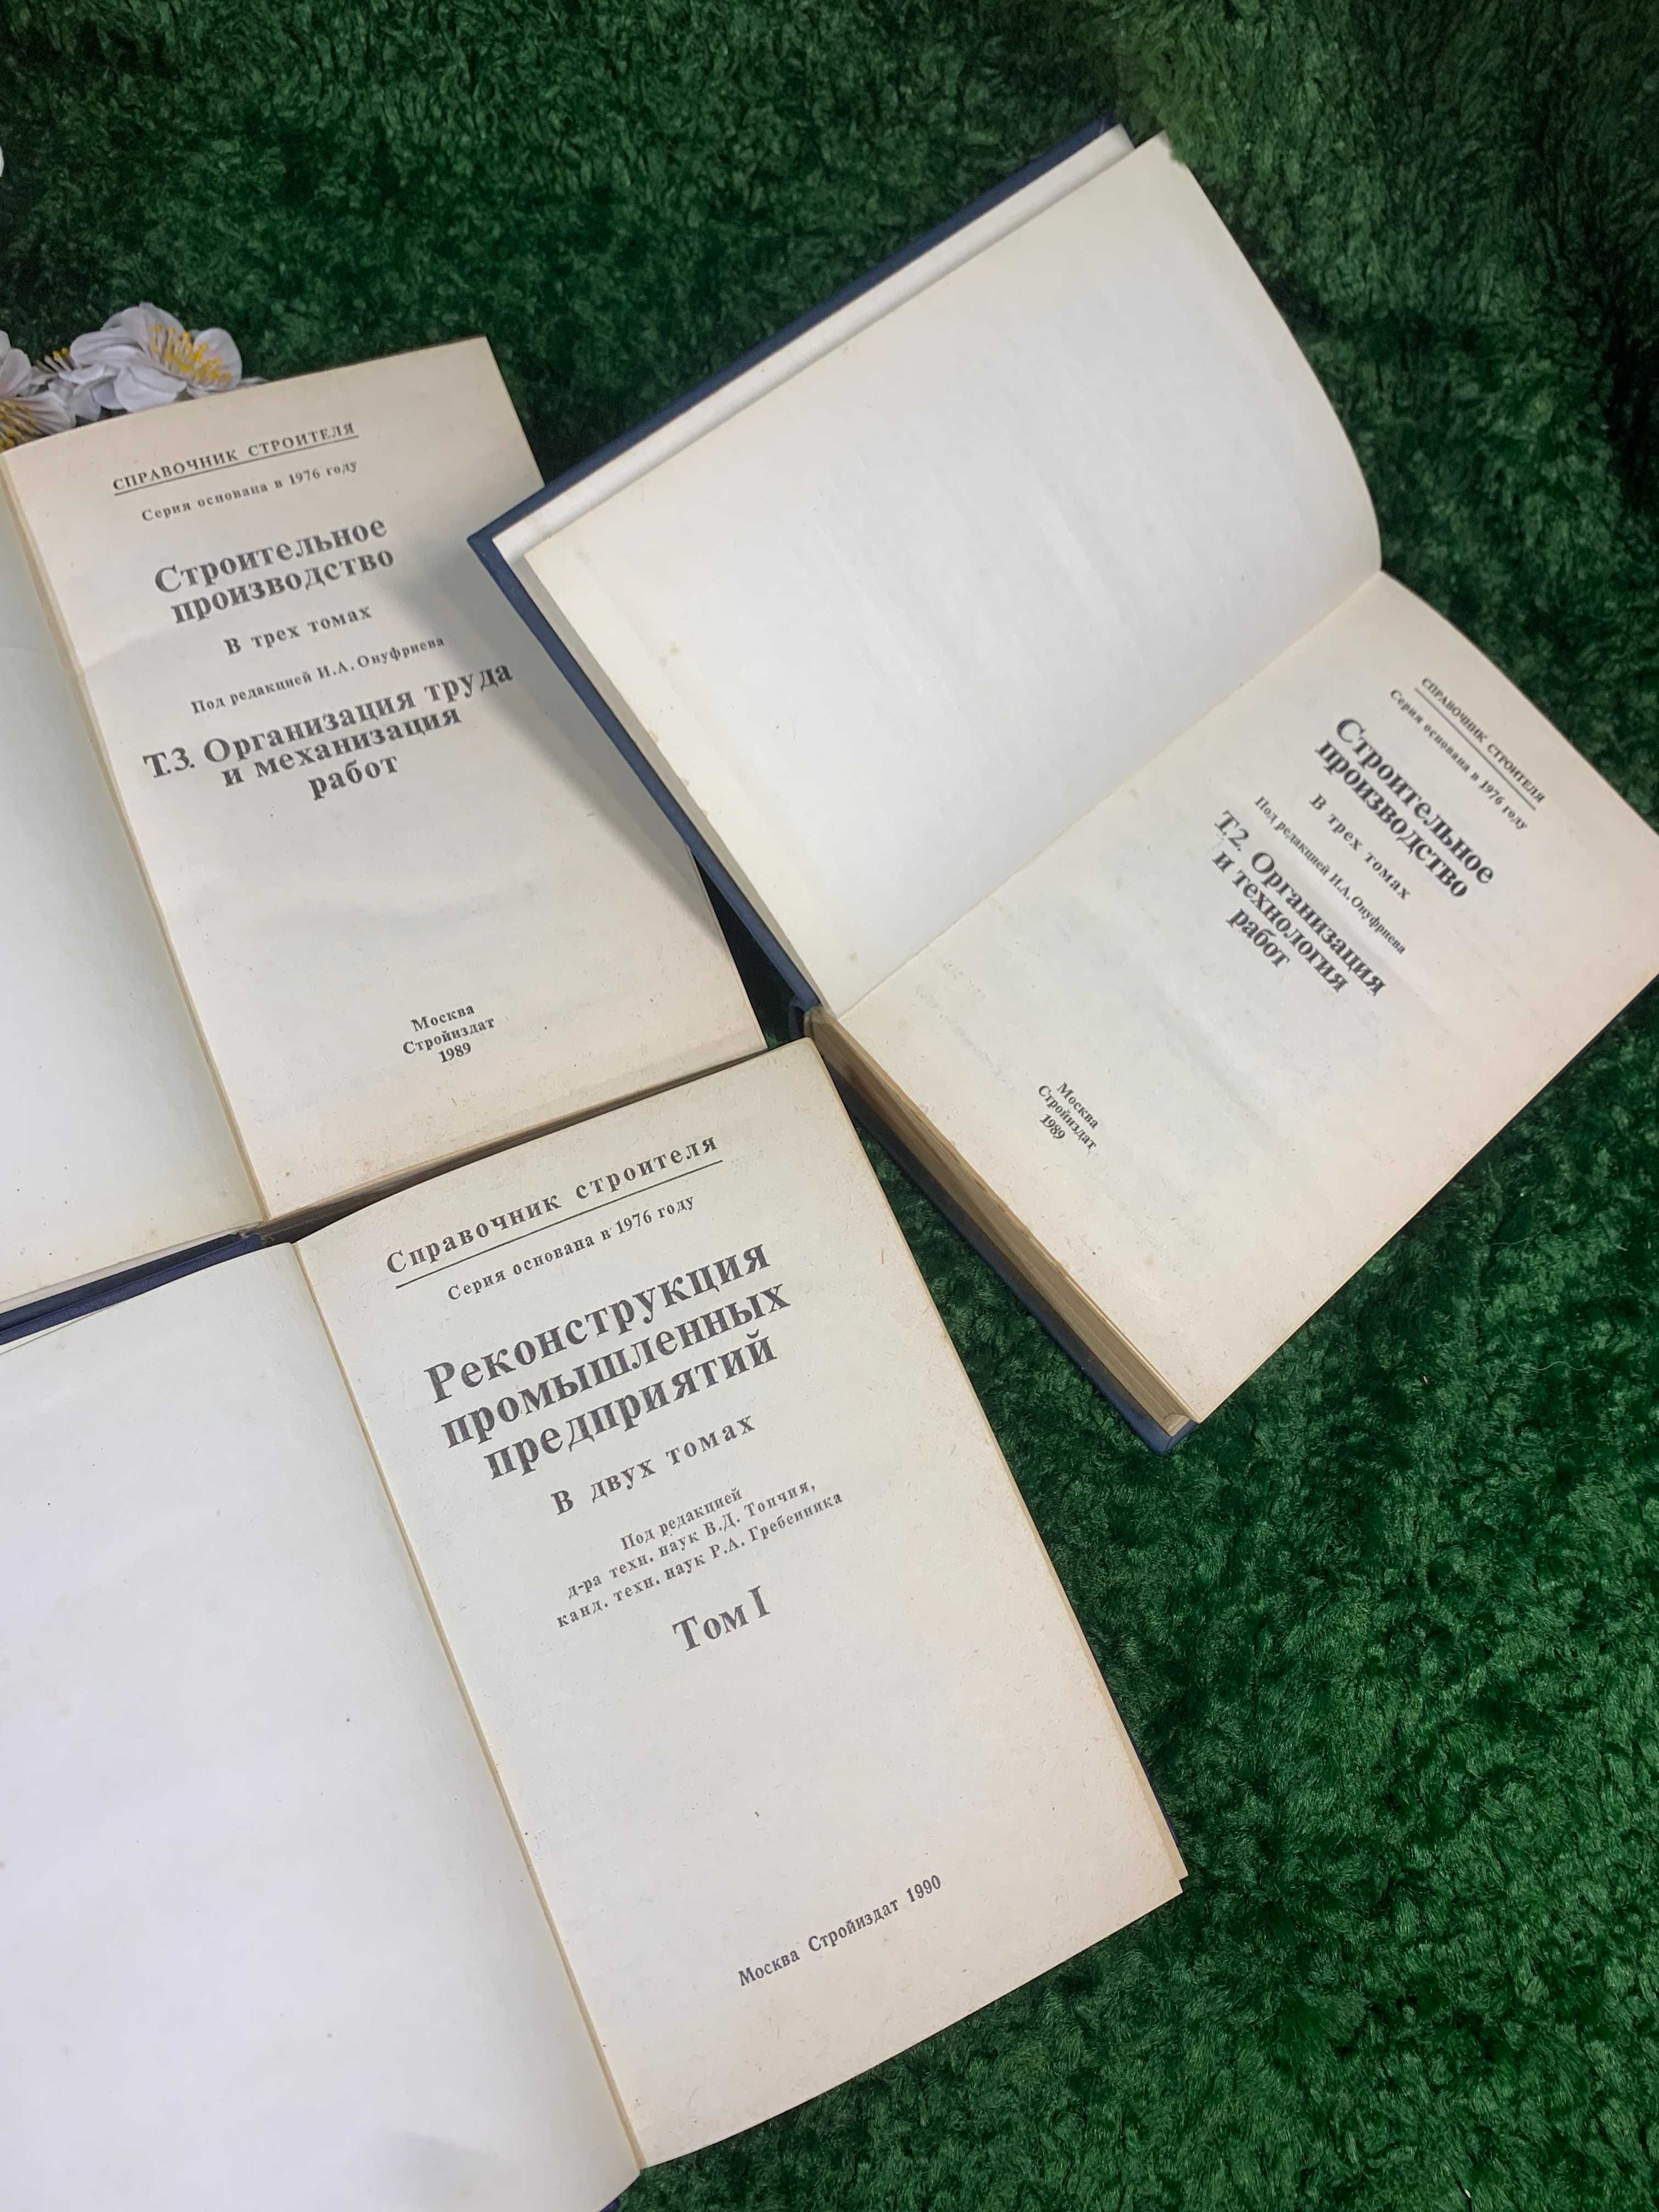 СПРАВОЧНИК СТРОИТЕЛЯ
Серия основана в 1976 году
Строительное
производство
В трех томах
Под редакцией И.А. Онуфриева
Т.3. Организация труда
и механизация
работ
Москва
Стройиздат
1989
СПРАВОЧНИК СТРОИТЕЛЯ
Серия основана в 1976 году
Строительное
производство
В трех томах
Под редакцией И.А. Онуфриева
Т.2. Организация
и технология
работ
Москва
Стройиздат
1989
Справочник строителя
Серия основана в 1976 году
Реконструкция
промышленных
предприятий
В двух томах
Под редакцией
д-ра техн. наук В.Д. Топчия,
канд. техн. наук Р.А. Гребенника
Том I
Москва Стройиздат 1990